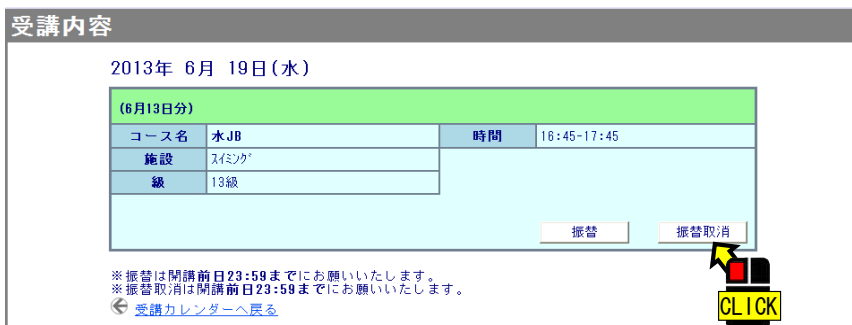 受講内容
2013年 6月 19日(水)
(6月13日分)
コース名 水JB 時間 16:45-17:45
施設 ｽｲﾐﾝｸﾞ
級 13級
振替 振替取消
※振替は開講前日23:59までにお願いいたします。
※振替取消は開講前日23:59までにお願いいたします。
受講カレンダーへ戻る
CLICK